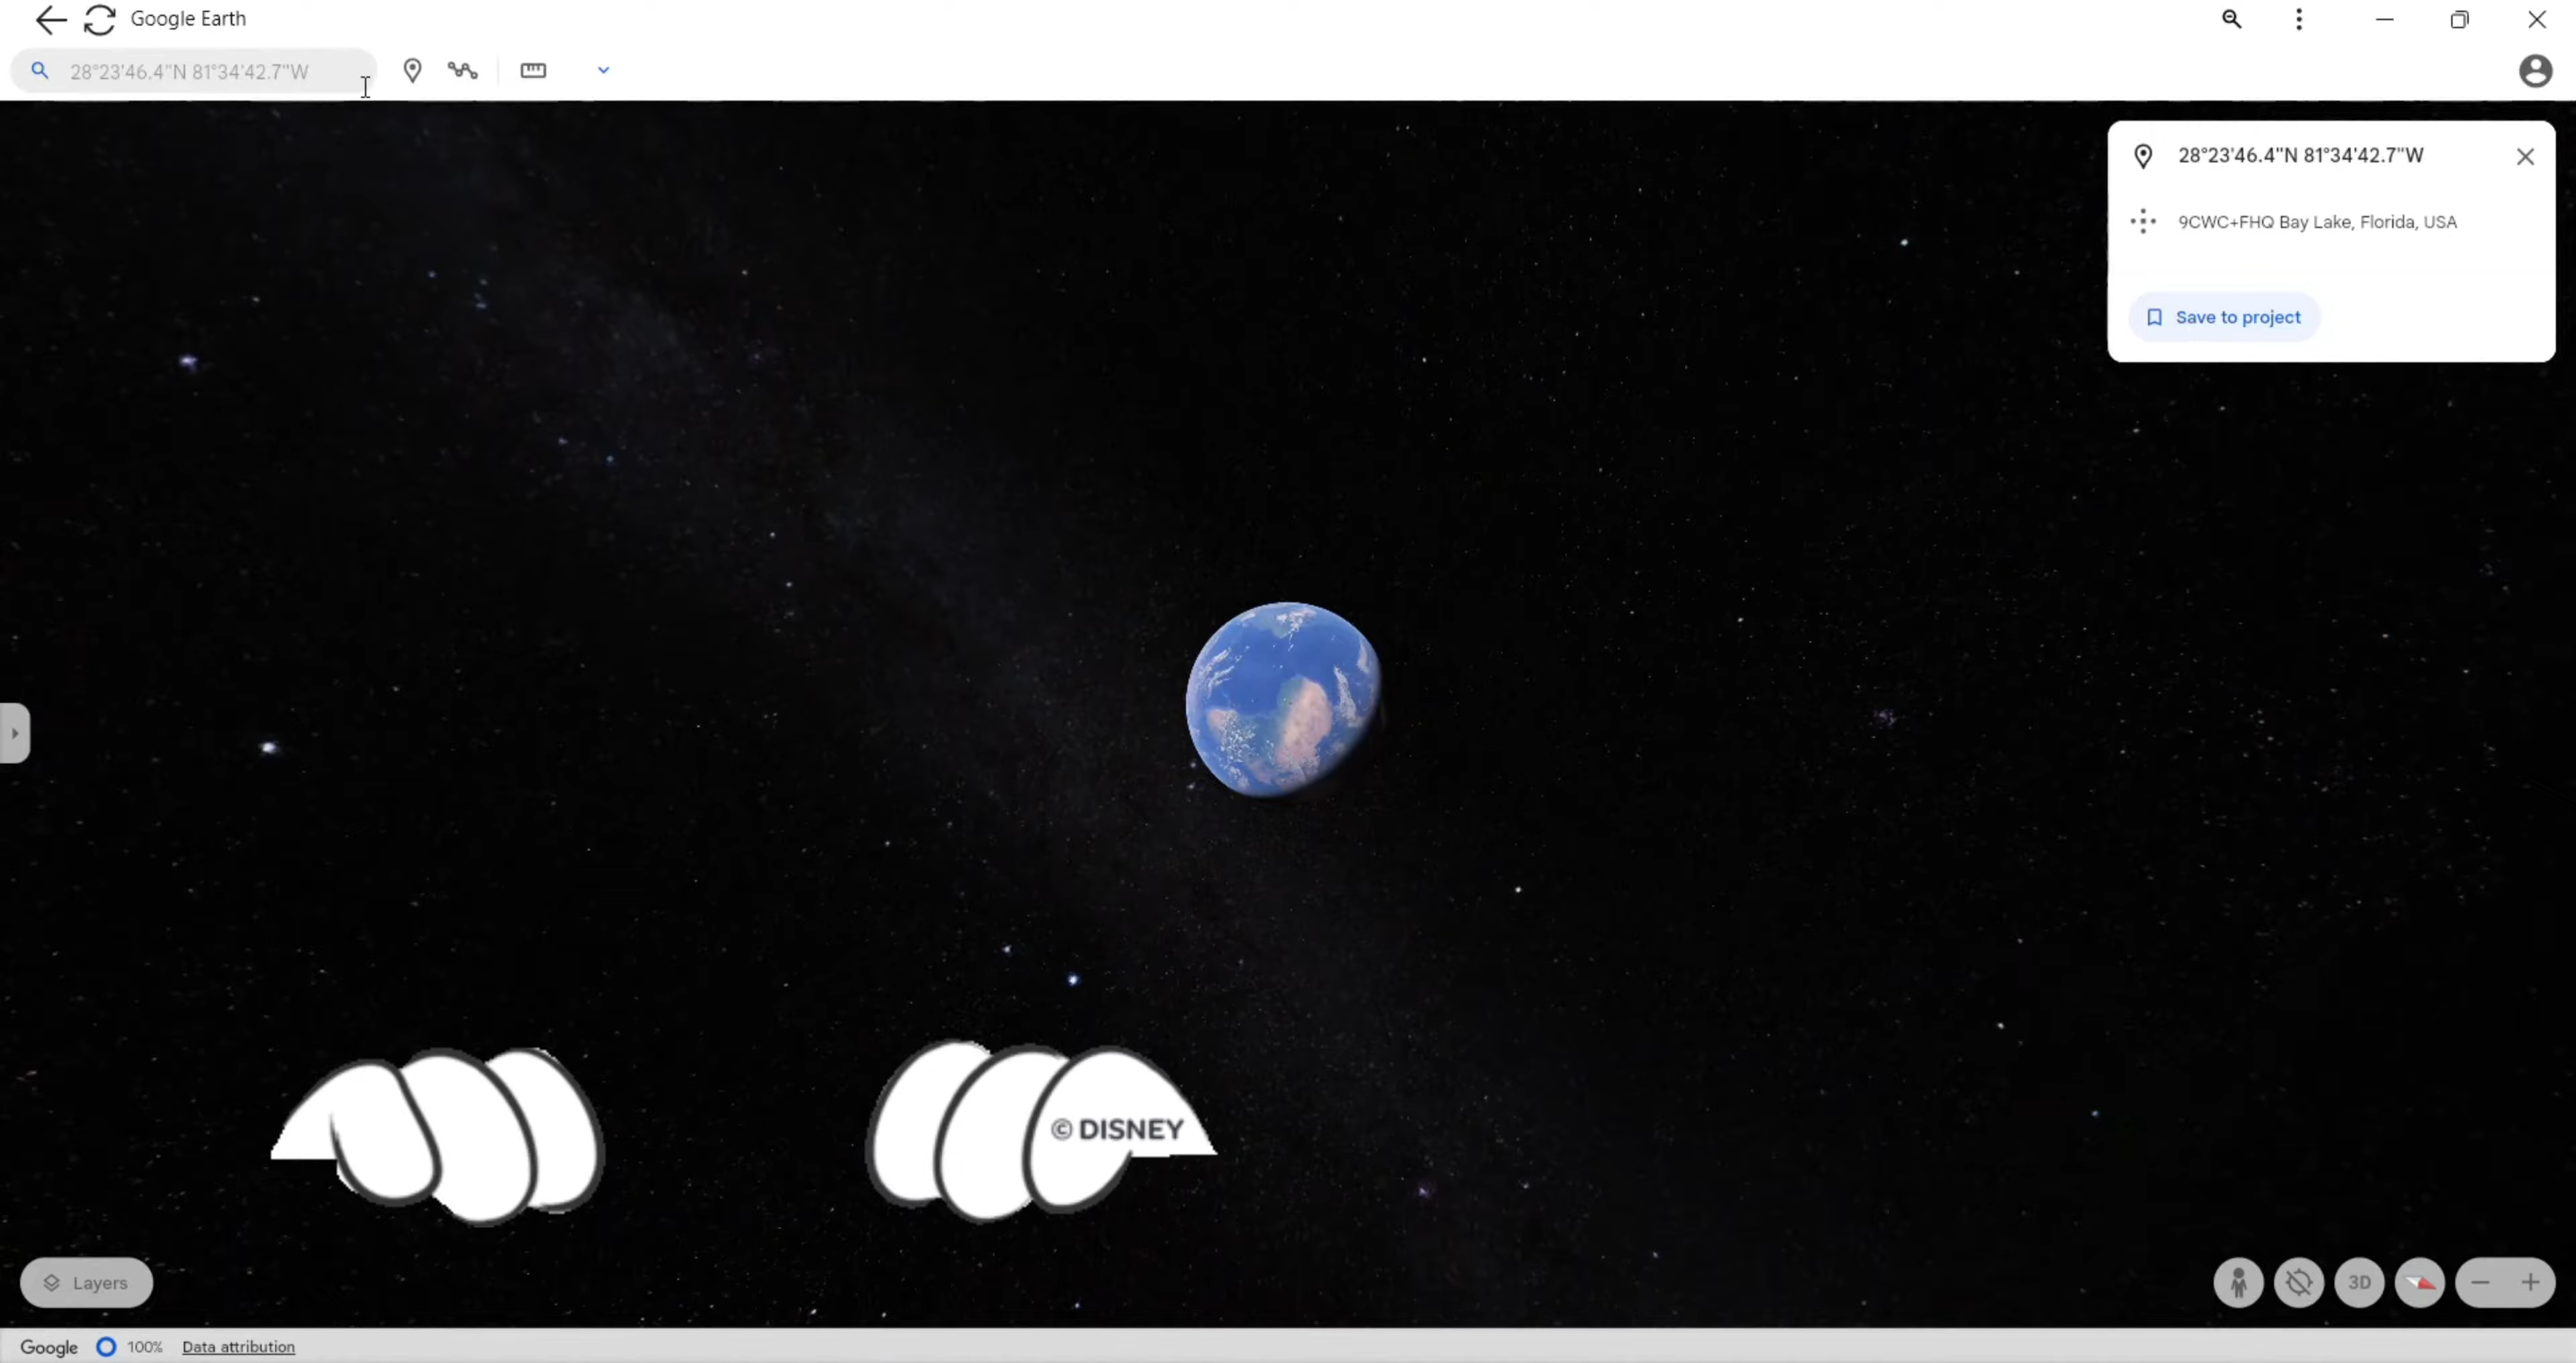 Google Earth
28°23'46.4"N 81°34'42.7"W
28°23'46.4"N 81°34'42.7"W
9CWC+FHQ Bay Lake, Florida, USA
Save to project
© DISNEY
Layers
3D
Google 100% Data attribution